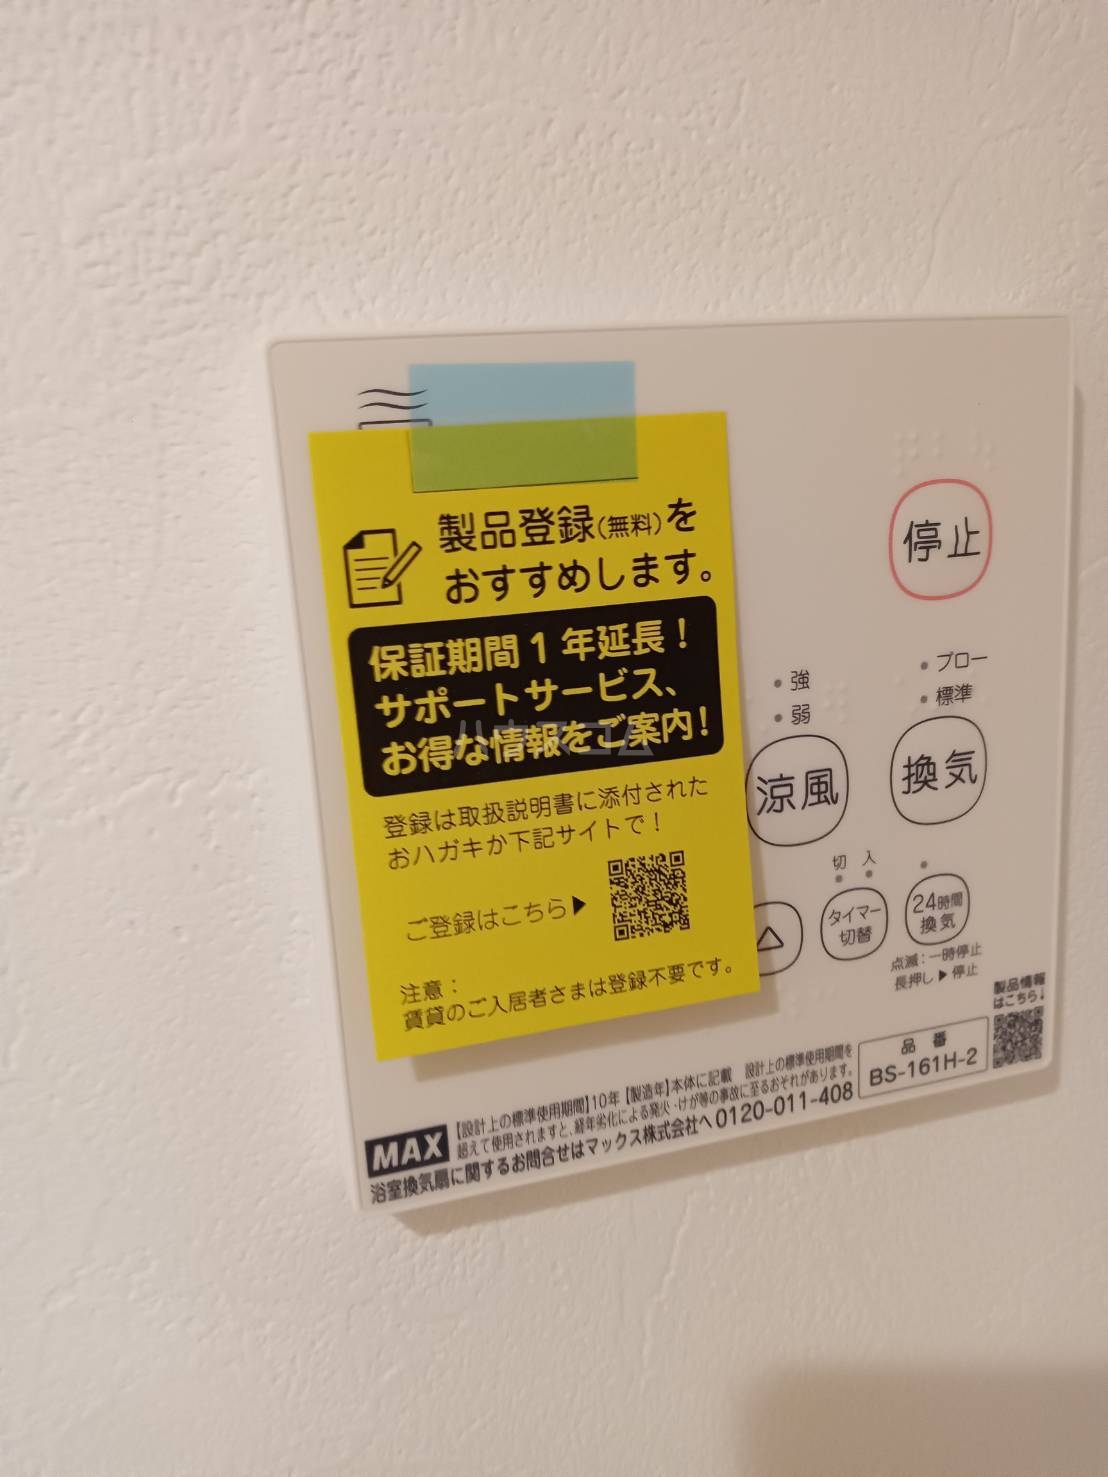 製品登録(無料)を
おすすめします。
保証期間1年延長！
サポートサービス、
お得な情報をご案内！
ハウスコム
登録は取扱説明書に添付された
おハガキか下記サイトで！
ご登録はこちら▶
注意：
賃貸のご入居者さまは登録不要です。
停止
強
弱
涼風
ブロー
標準
換気
切 入
タイマー
切替
24時間
換気
点滅：一時停止
長押し▶停止
製品情報
はこちら↓
品番
BS-161H-2
MAX
【設計上の標準使用期間】10年【製造年】本体に記載 設計上の標準使用期間を
超えて使用されますと、経年劣化による発火・けが等の事故に至るおそれがあります。
浴室換気扇に関するお問合せはマックス株式会社へ 0120-011-408